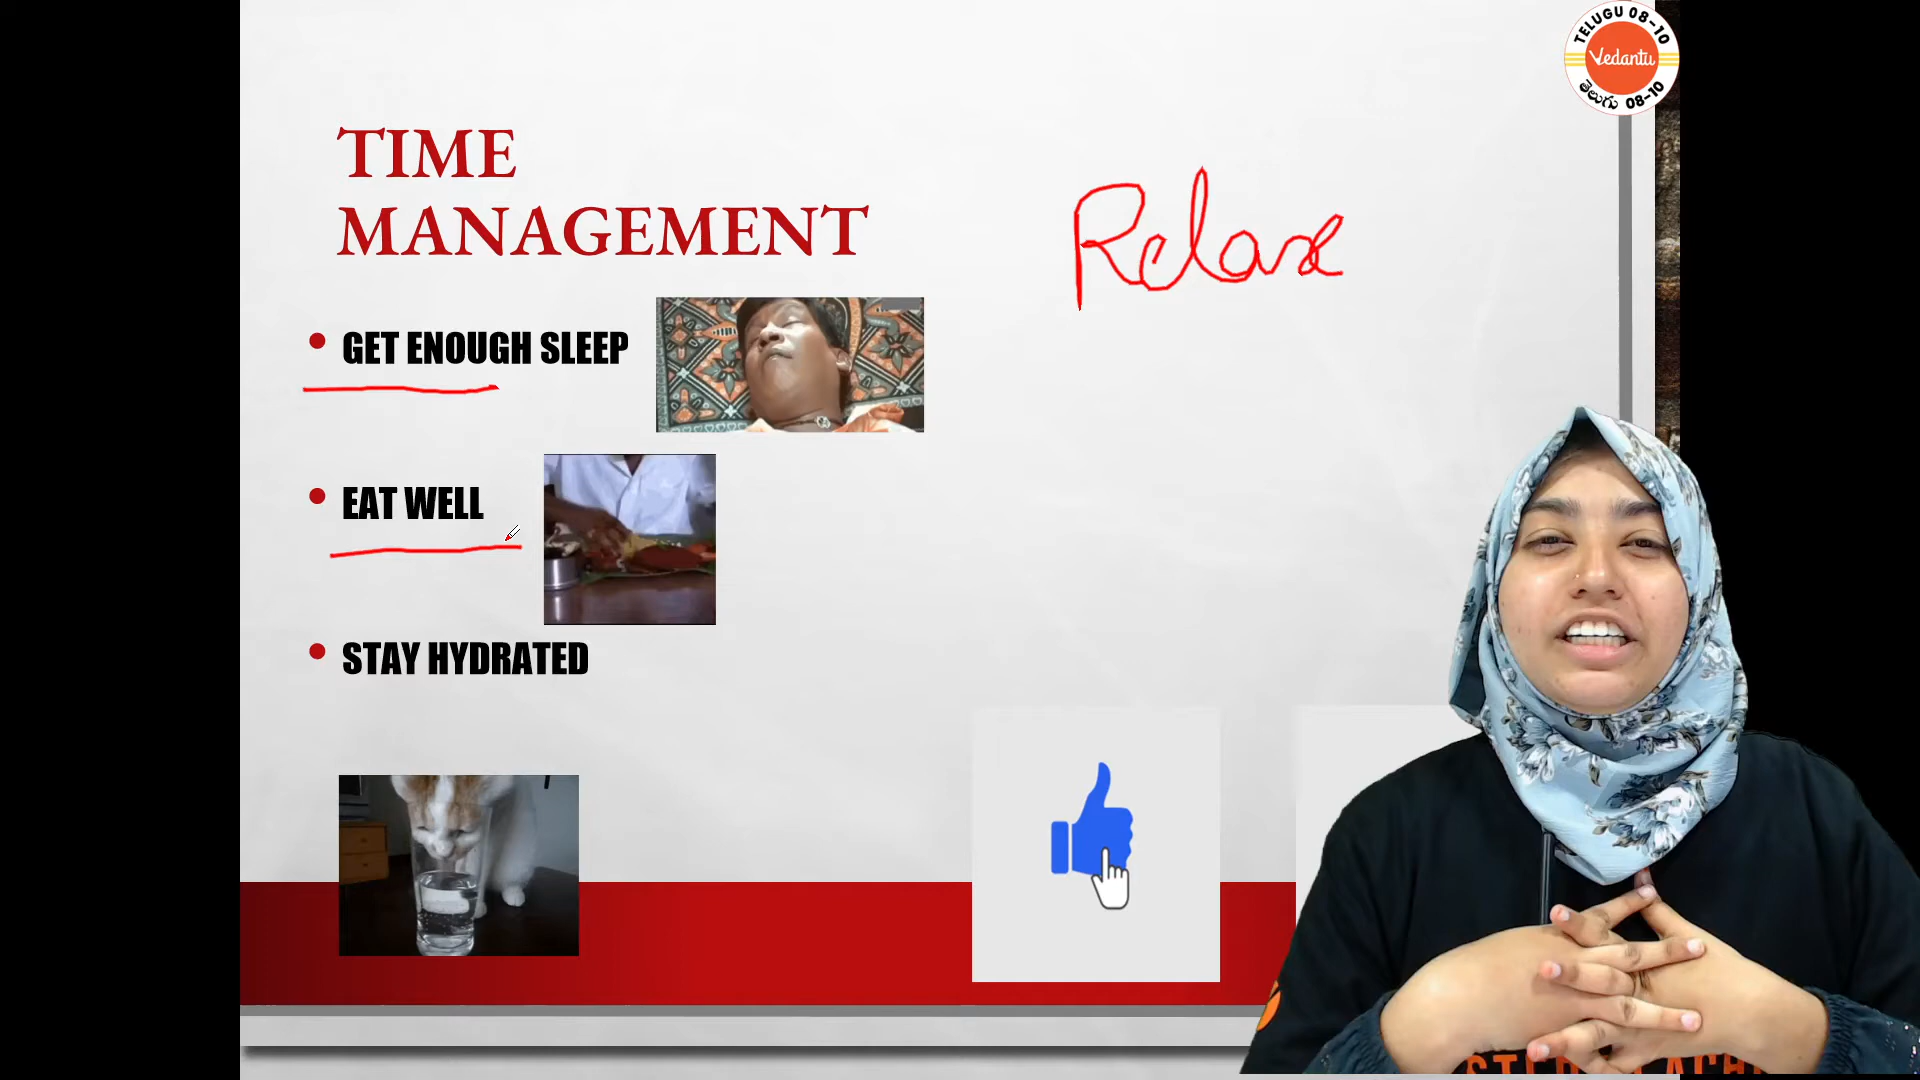 TELUGU 08-10
Vedantu
తెలుగు 08-10
TIME
MANAGEMENT
Relax
GET ENOUGH SLEEP
EAT WELL
STAY HYDRATED